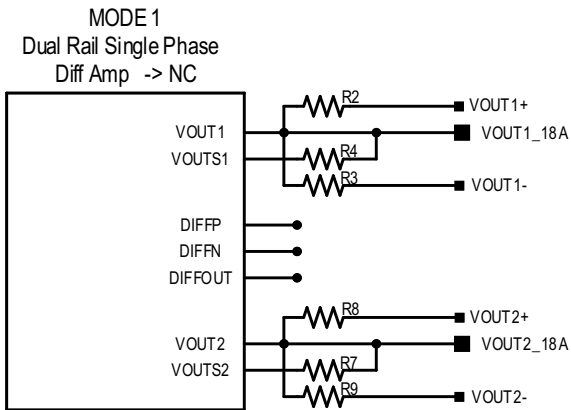 MODE 1
Dual Rail Single Phase
Diff Amp -> NC
R2
VOUT1+
VOUT1
VOUT1_18A
VOUTS1
R4
R3
VOUT1-
DIFFP
DIFFN
DIFFOUT
R8
VOUT2+
VOUT2
VOUT2_18A
VOUTS2
R7
R9
VOUT2-